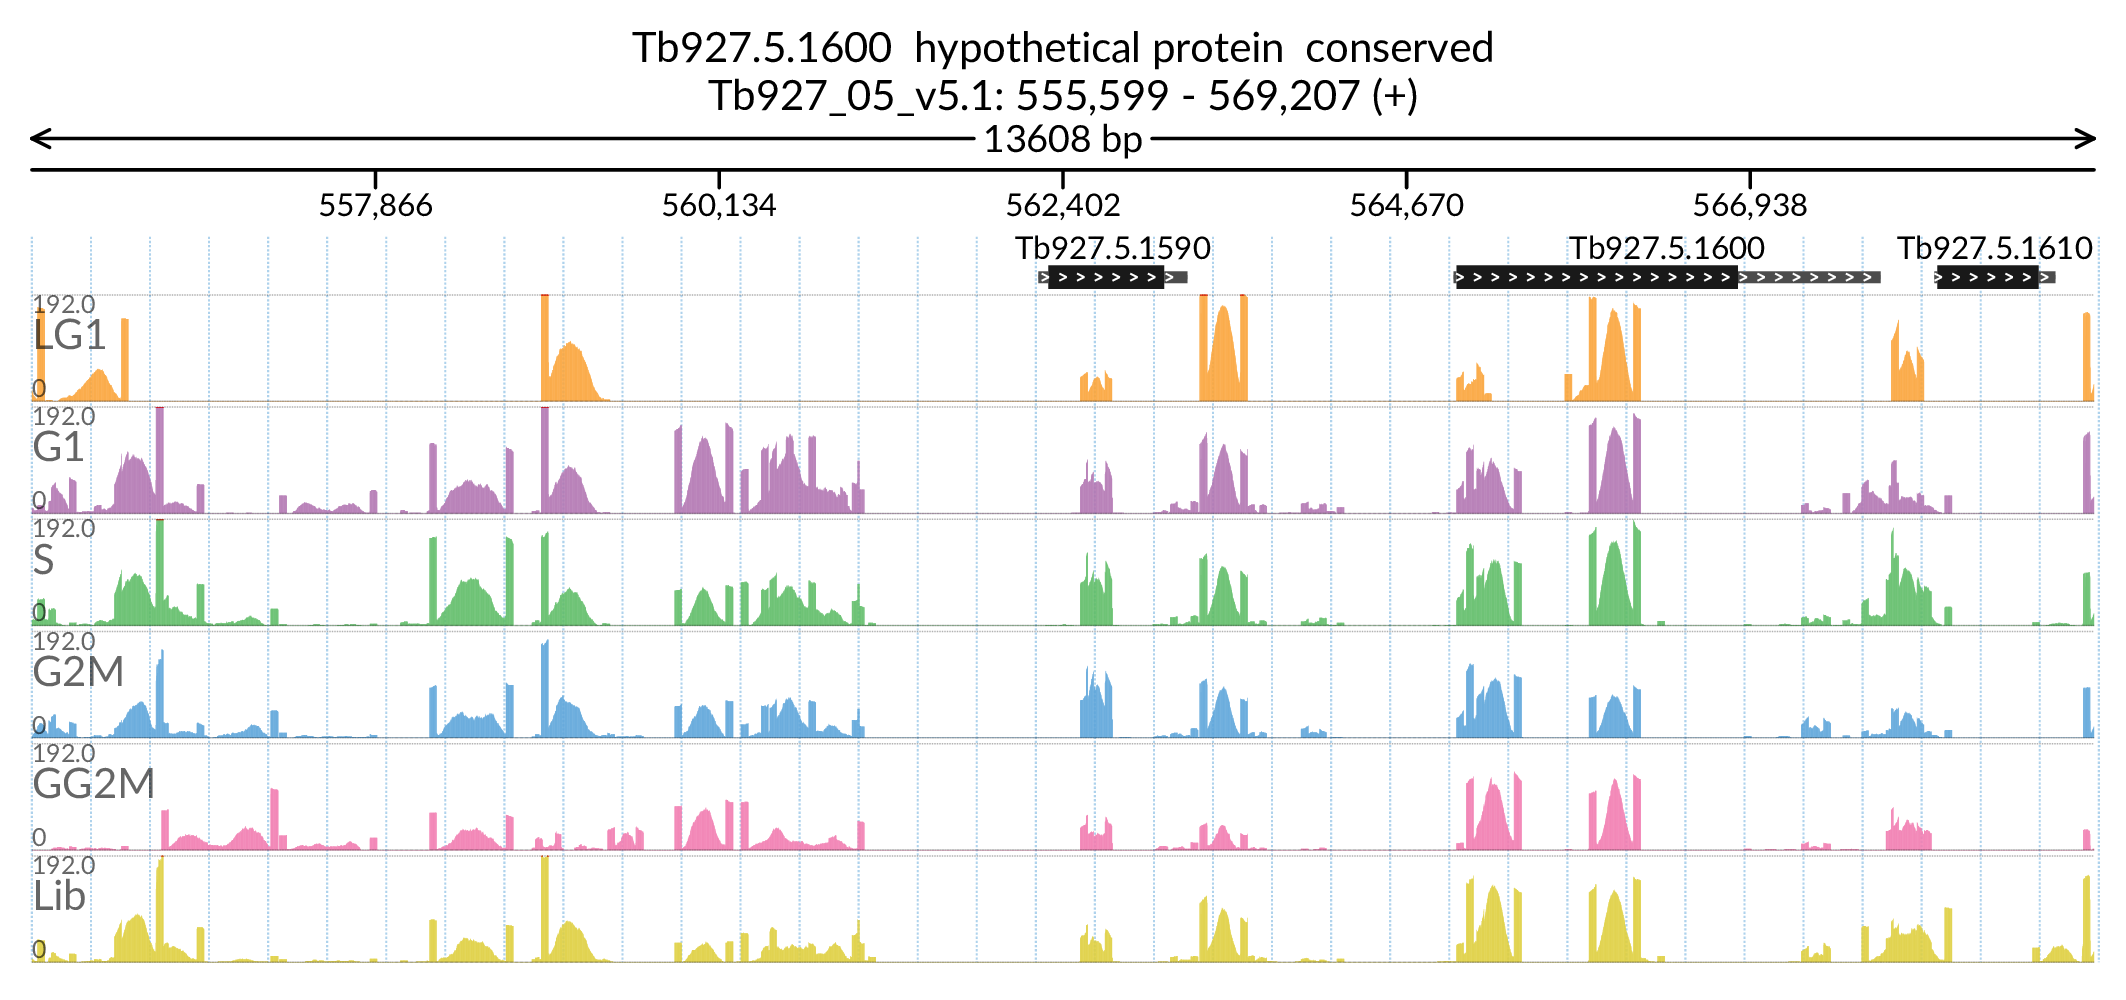 Tb927.5.1600  hypothetical protein  conserved
Tb927_05_v5.1: 555,599 - 569,207 (+)
13608 bp
557,866 560,134 562,402 564,670 566,938
Tb927.5.1590 Tb927.5.1600 Tb927.5.1610
192.0
LG1
0
192.0
G1
0
192.0
S
0
192.0
G2M
0
192.0
GG2M
0
192.0
Lib
0